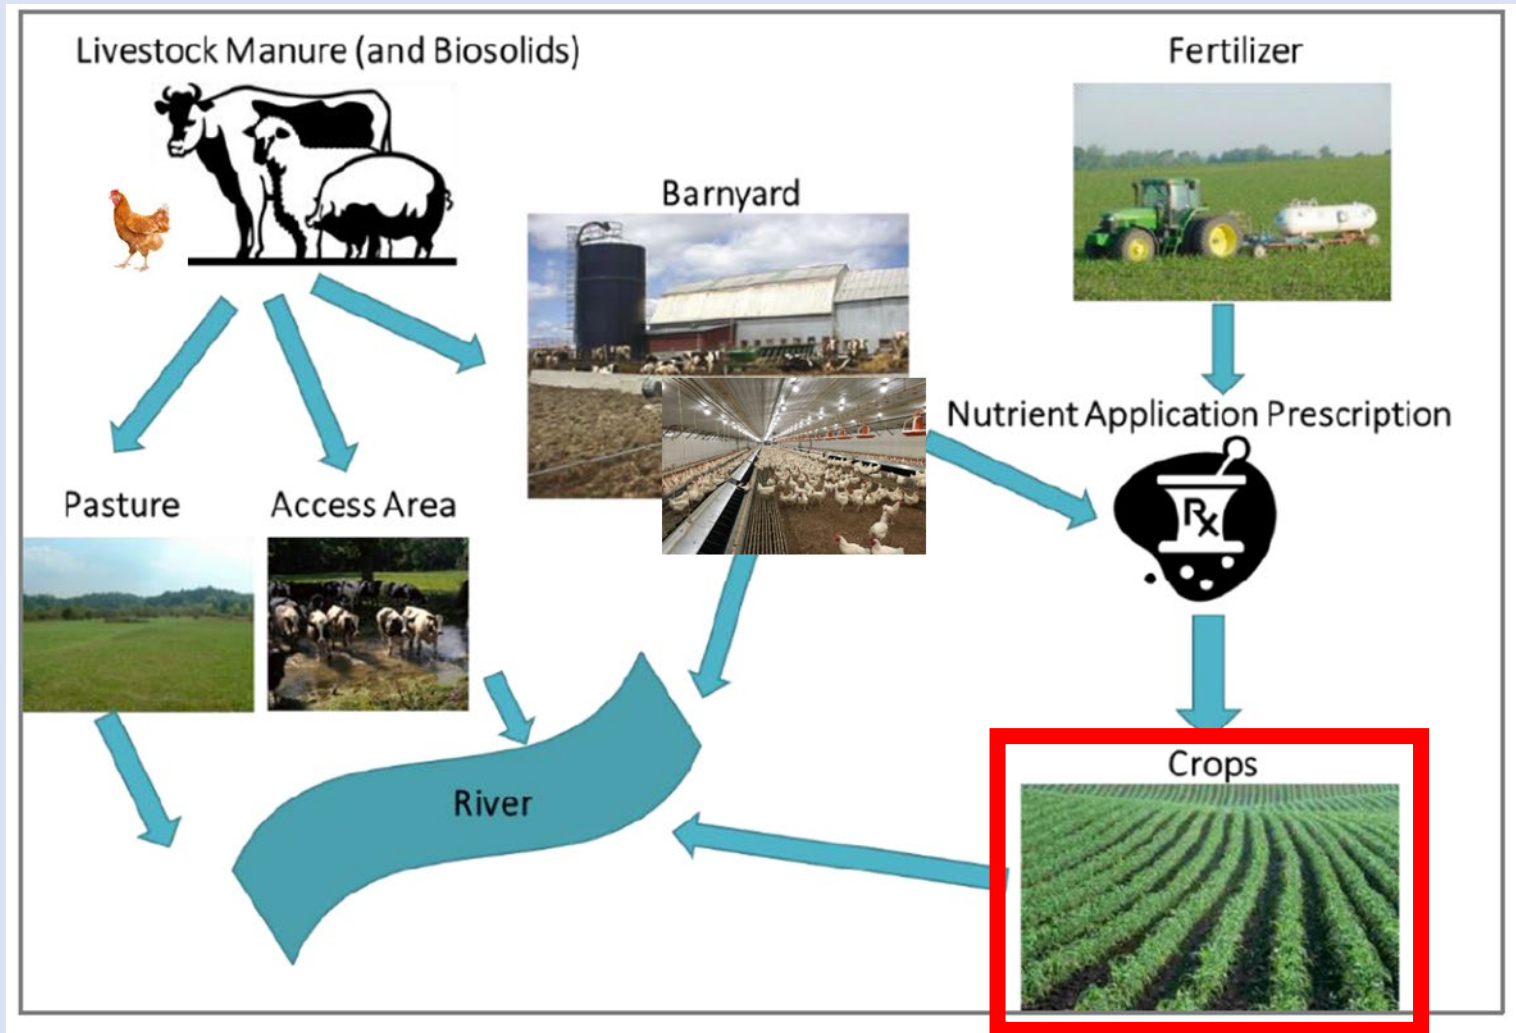 Livestock Manure (and Biosolids)
Fertilizer
Barnyard
Nutrient Application Prescription
Rx
Pasture
Access Area
River
Crops